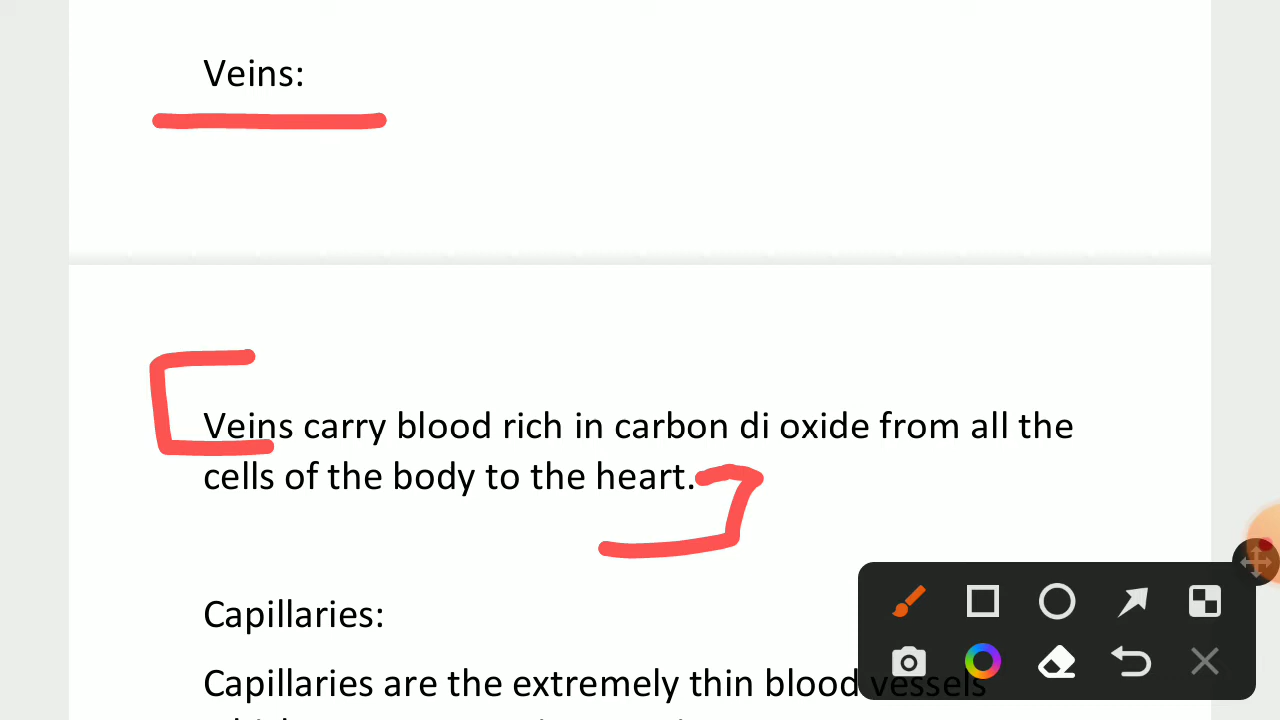 Veins:
Veins carry blood rich in carbon di oxide from all the
cells of the body to the heart.
Capillaries:
Capillaries are the extremely thin blood vessels